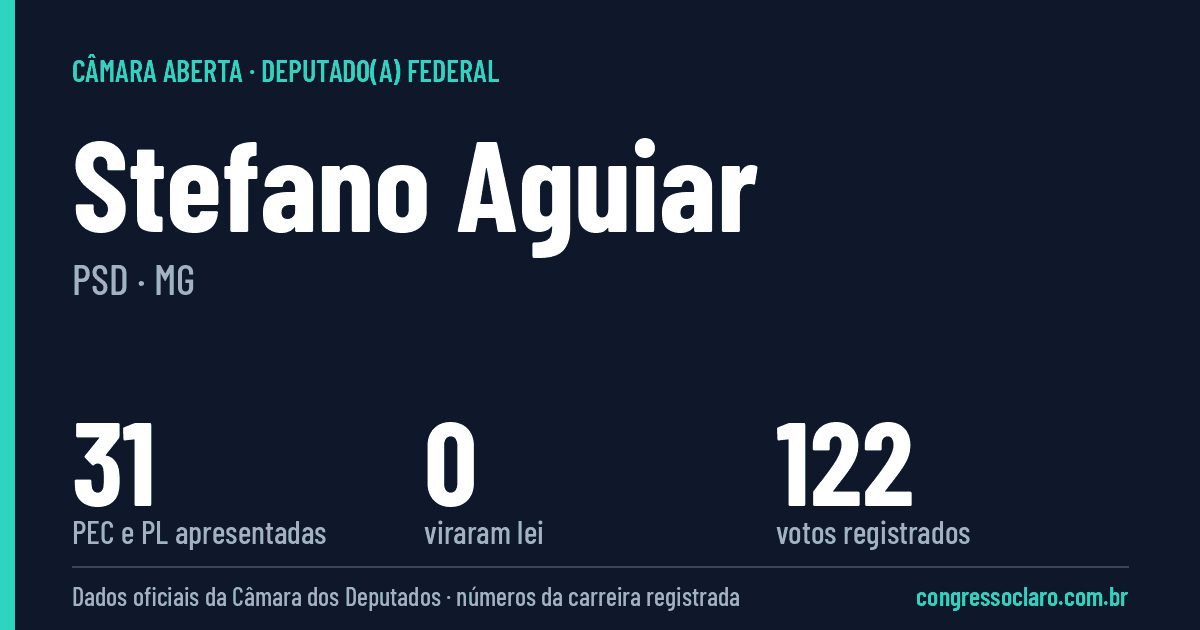 CÂMARA ABERTA · DEPUTADO(A) FEDERAL
Stefano Aguiar
PSD · MG
31 0 122
PEC e PL apresentadas viraram lei votos registrados
Dados oficiais da Câmara dos Deputados · números da carreira registrada congressoclaro.com.br